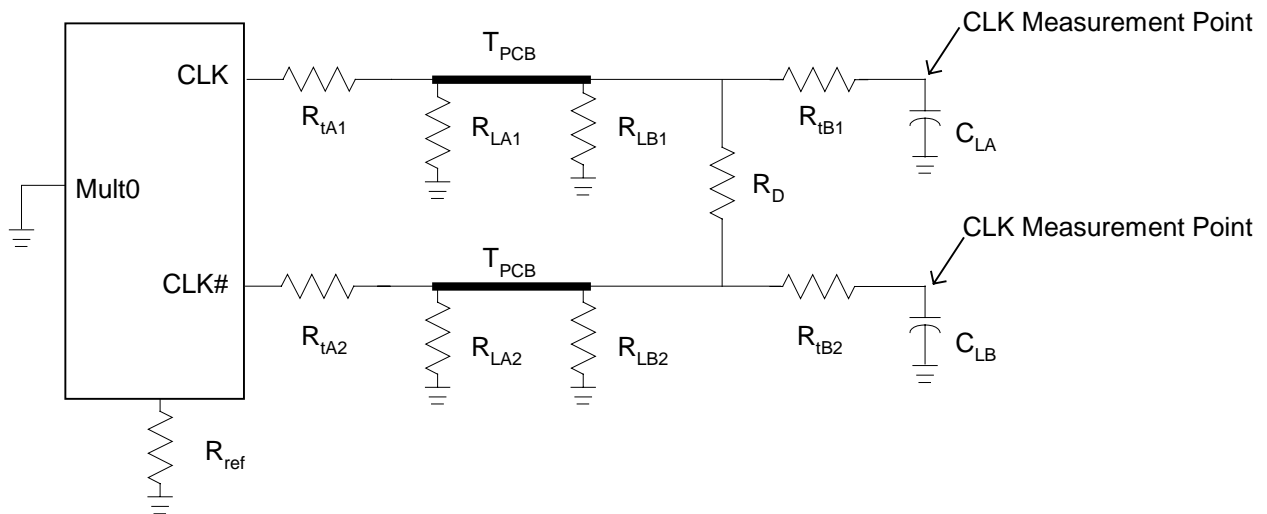 CLK Measurement Point
T_PCB
CLK
R_tA1
R_LA1
R_LB1
R_tB1
C_LA
Mult0
R_D
CLK Measurement Point
T_PCB
CLK#
R_tA2
R_LA2
R_LB2
R_tB2
C_LB
R_ref